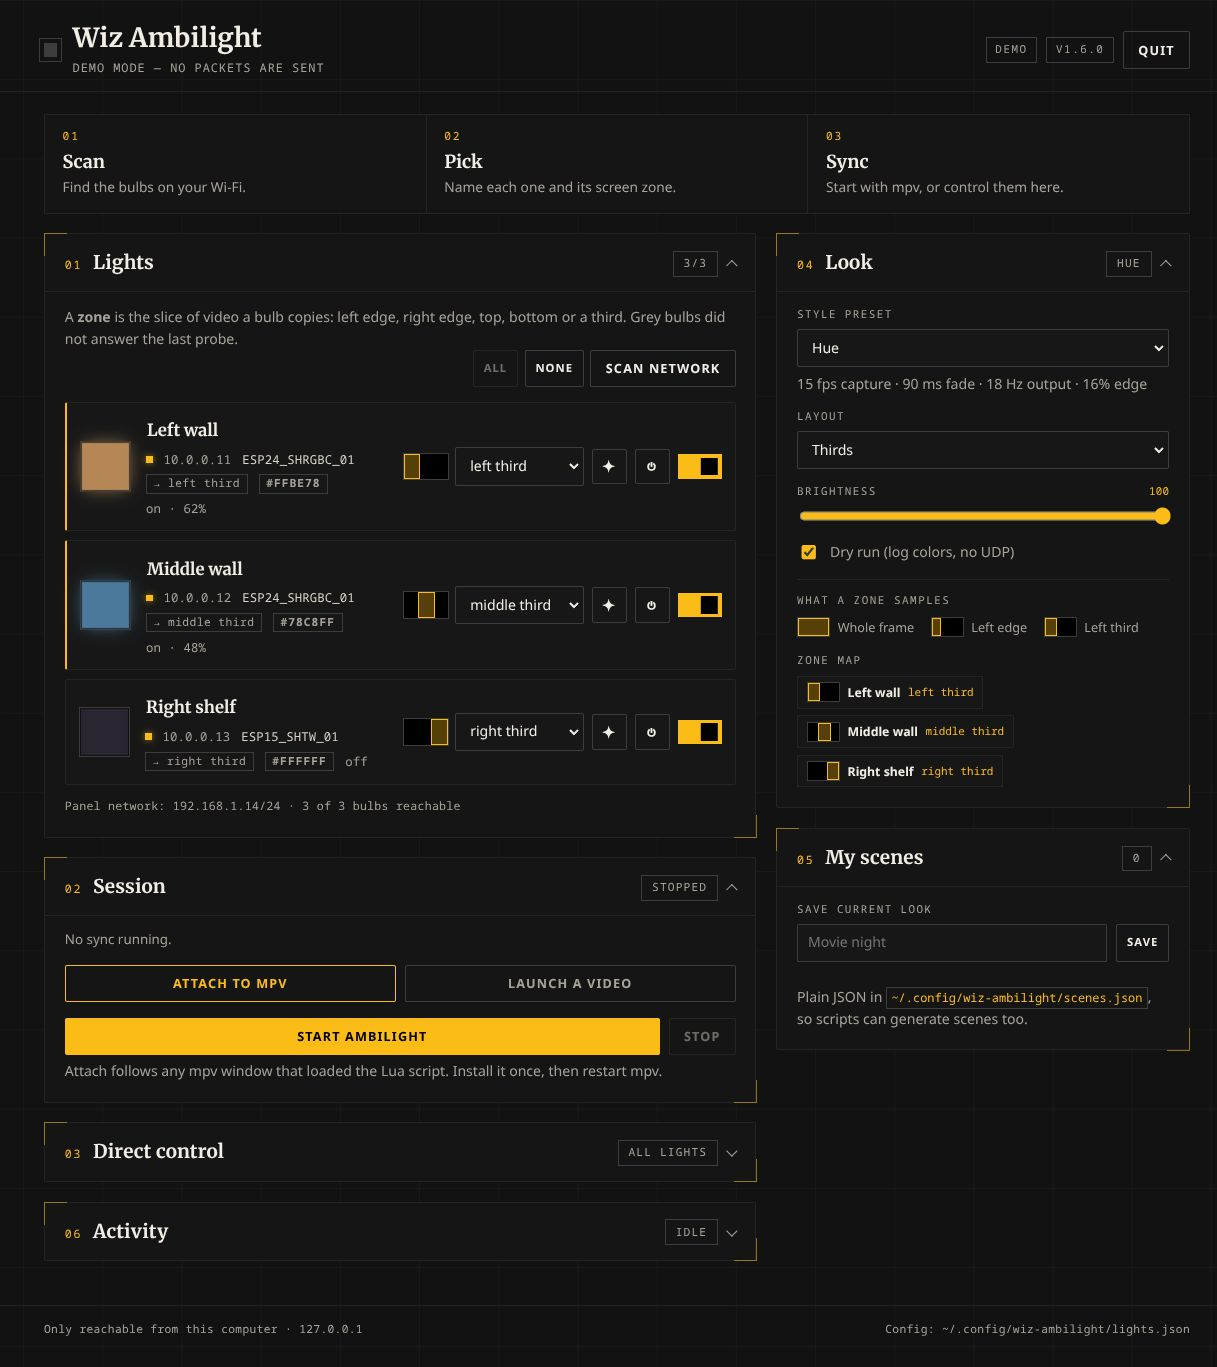 Wiz Ambilight
DEMO MODE — NO PACKETS ARE SENT
DEMO
V1.6.0
QUIT
01
Scan
Find the bulbs on your Wi-Fi.
02
Pick
Name each one and its screen zone.
03
Sync
Start with mpv, or control them here.
01 Lights
3/3
A zone is the slice of video a bulb copies: left edge, right edge, top, bottom or a third. Grey bulbs did
not answer the last probe.
ALL
NONE
SCAN NETWORK
Left wall
10.0.0.11 ESP24_SHRGBC_01
→ left third #FFBE78
on · 62%
left third
Middle wall
10.0.0.12 ESP24_SHRGBC_01
→ middle third #78C8FF
on · 48%
middle third
Right shelf
10.0.0.13 ESP15_SHTW_01
→ right third #FFFFFF off
right third
Panel network: 192.168.1.14/24 · 3 of 3 bulbs reachable
02 Session
STOPPED
No sync running.
ATTACH TO MPV
LAUNCH A VIDEO
START AMBILIGHT
STOP
Attach follows any mpv window that loaded the Lua script. Install it once, then restart mpv.
03 Direct control
ALL LIGHTS
06 Activity
IDLE
04 Look
HUE
STYLE PRESET
Hue
15 fps capture · 90 ms fade · 18 Hz output · 16% edge
LAYOUT
Thirds
BRIGHTNESS
100
Dry run (log colors, no UDP)
WHAT A ZONE SAMPLES
Whole frame
Left edge
Left third
ZONE MAP
Left wall left third
Middle wall middle third
Right shelf right third
05 My scenes
0
SAVE CURRENT LOOK
Movie night
SAVE
Plain JSON in ~/.config/wiz-ambilight/scenes.json,
so scripts can generate scenes too.
Only reachable from this computer · 127.0.0.1
Config: ~/.config/wiz-ambilight/lights.json